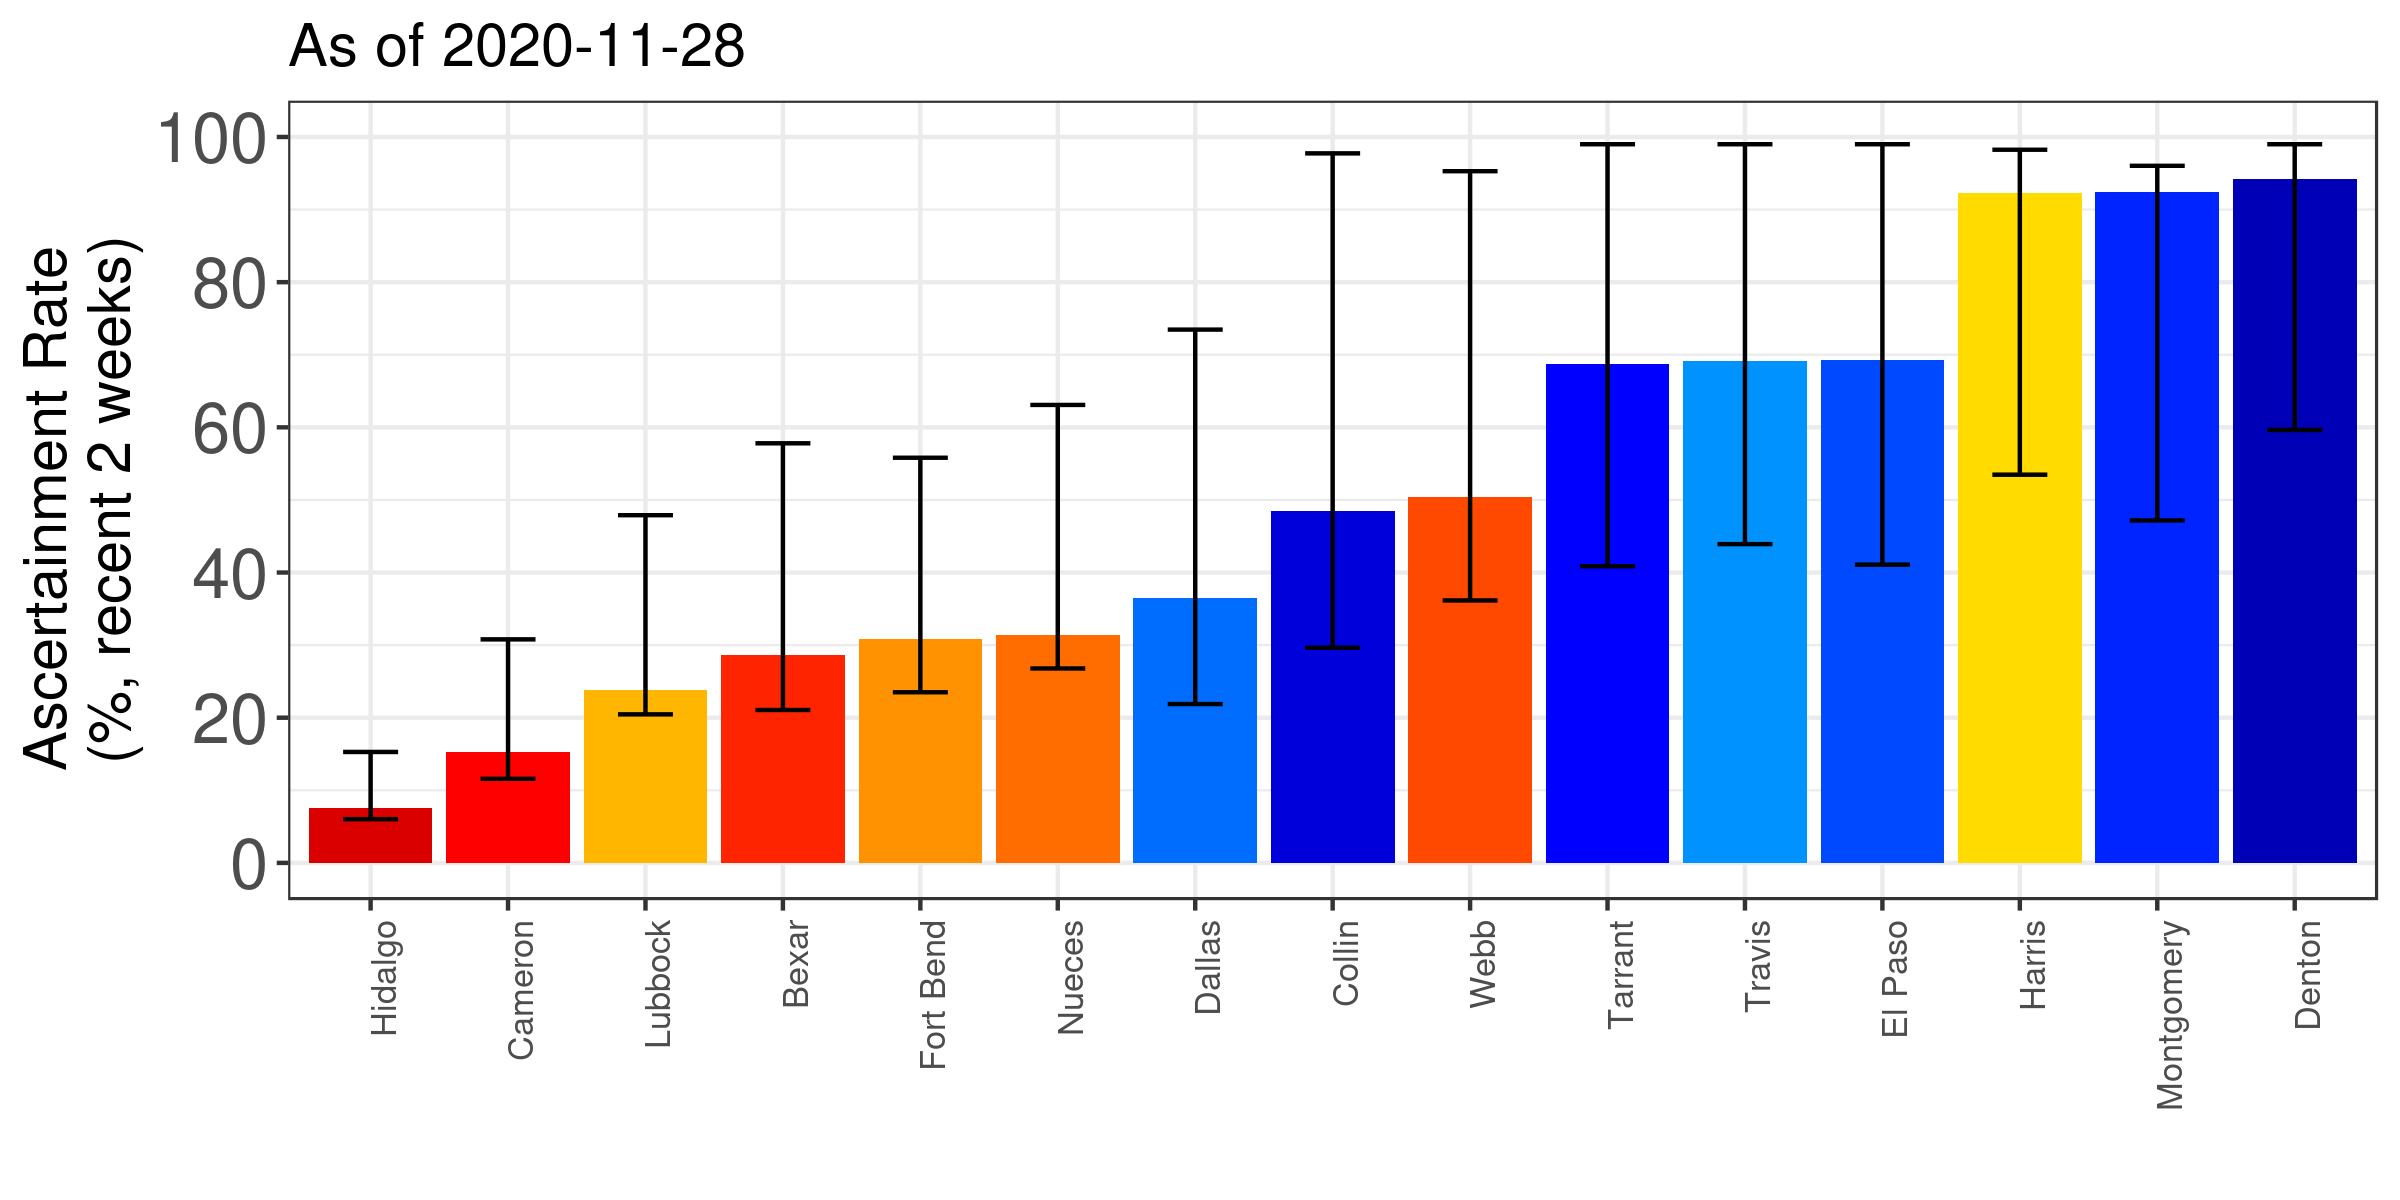 As of 2020-11-28
Ascertainment Rate
(%, recent 2 weeks)
100
80
60
40
20
0
Hidalgo
Cameron
Lubbock
Bexar
Fort Bend
Nueces
Dallas
Collin
Webb
Tarrant
Travis
El Paso
Harris
Montgomery
Denton